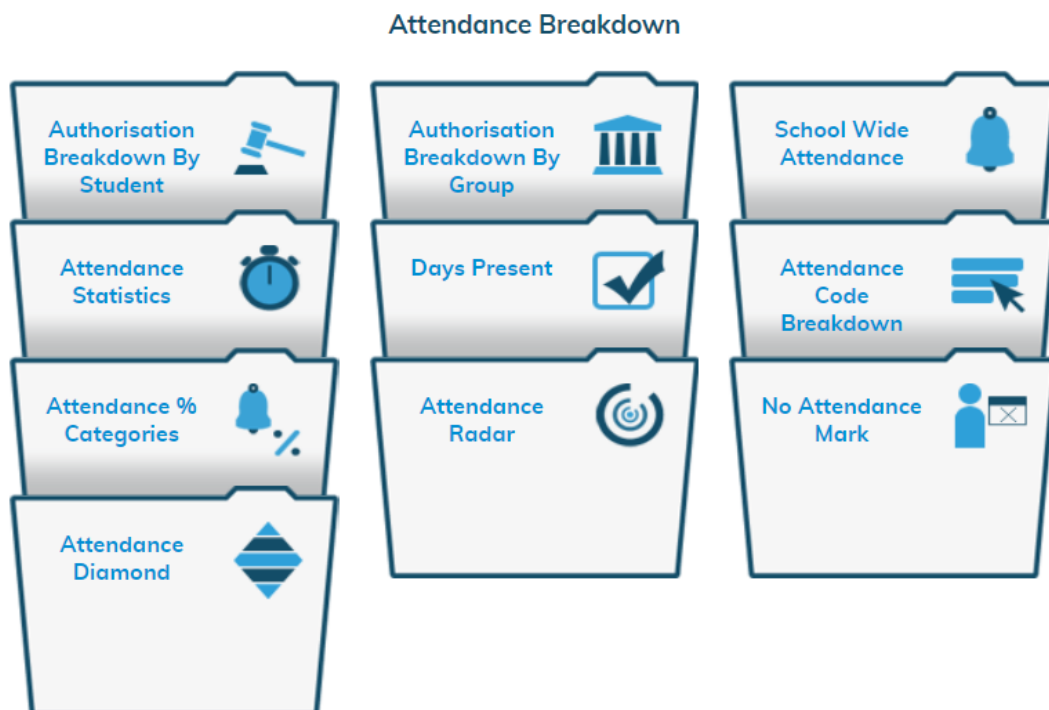 Attendance Breakdown
Authorisation
Breakdown By
Student
Authorisation
Breakdown By
Group
School Wide
Attendance
Attendance
Statistics
Days Present
Attendance
Code
Breakdown
Attendance %
Categories
Attendance
Radar
No Attendance
Mark
Attendance
Diamond